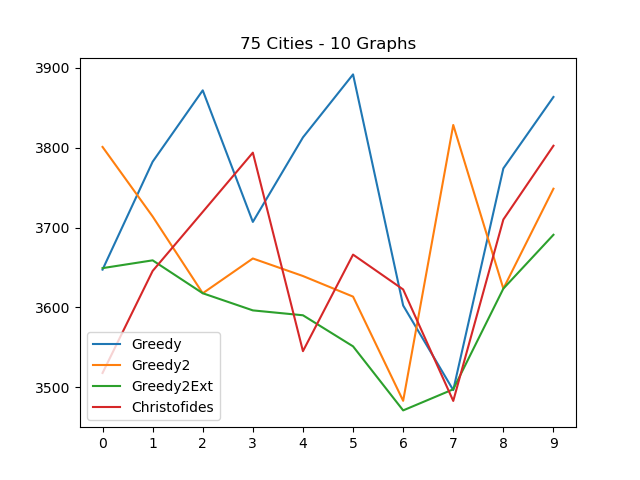 75 Cities - 10 Graphs
3900
3800
3700
3600
3500
Greedy
Greedy2
Greedy2Ext
Christofides
0 1 2 3 4 5 6 7 8 9